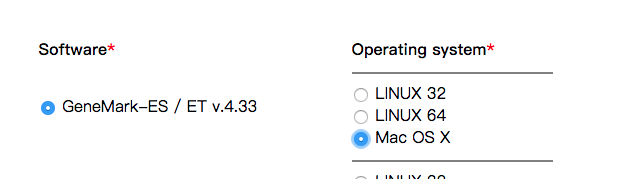 Software*
Operating system*
GeneMark-ES / ET v.4.33
LINUX 32
LINUX 64
Mac OS X